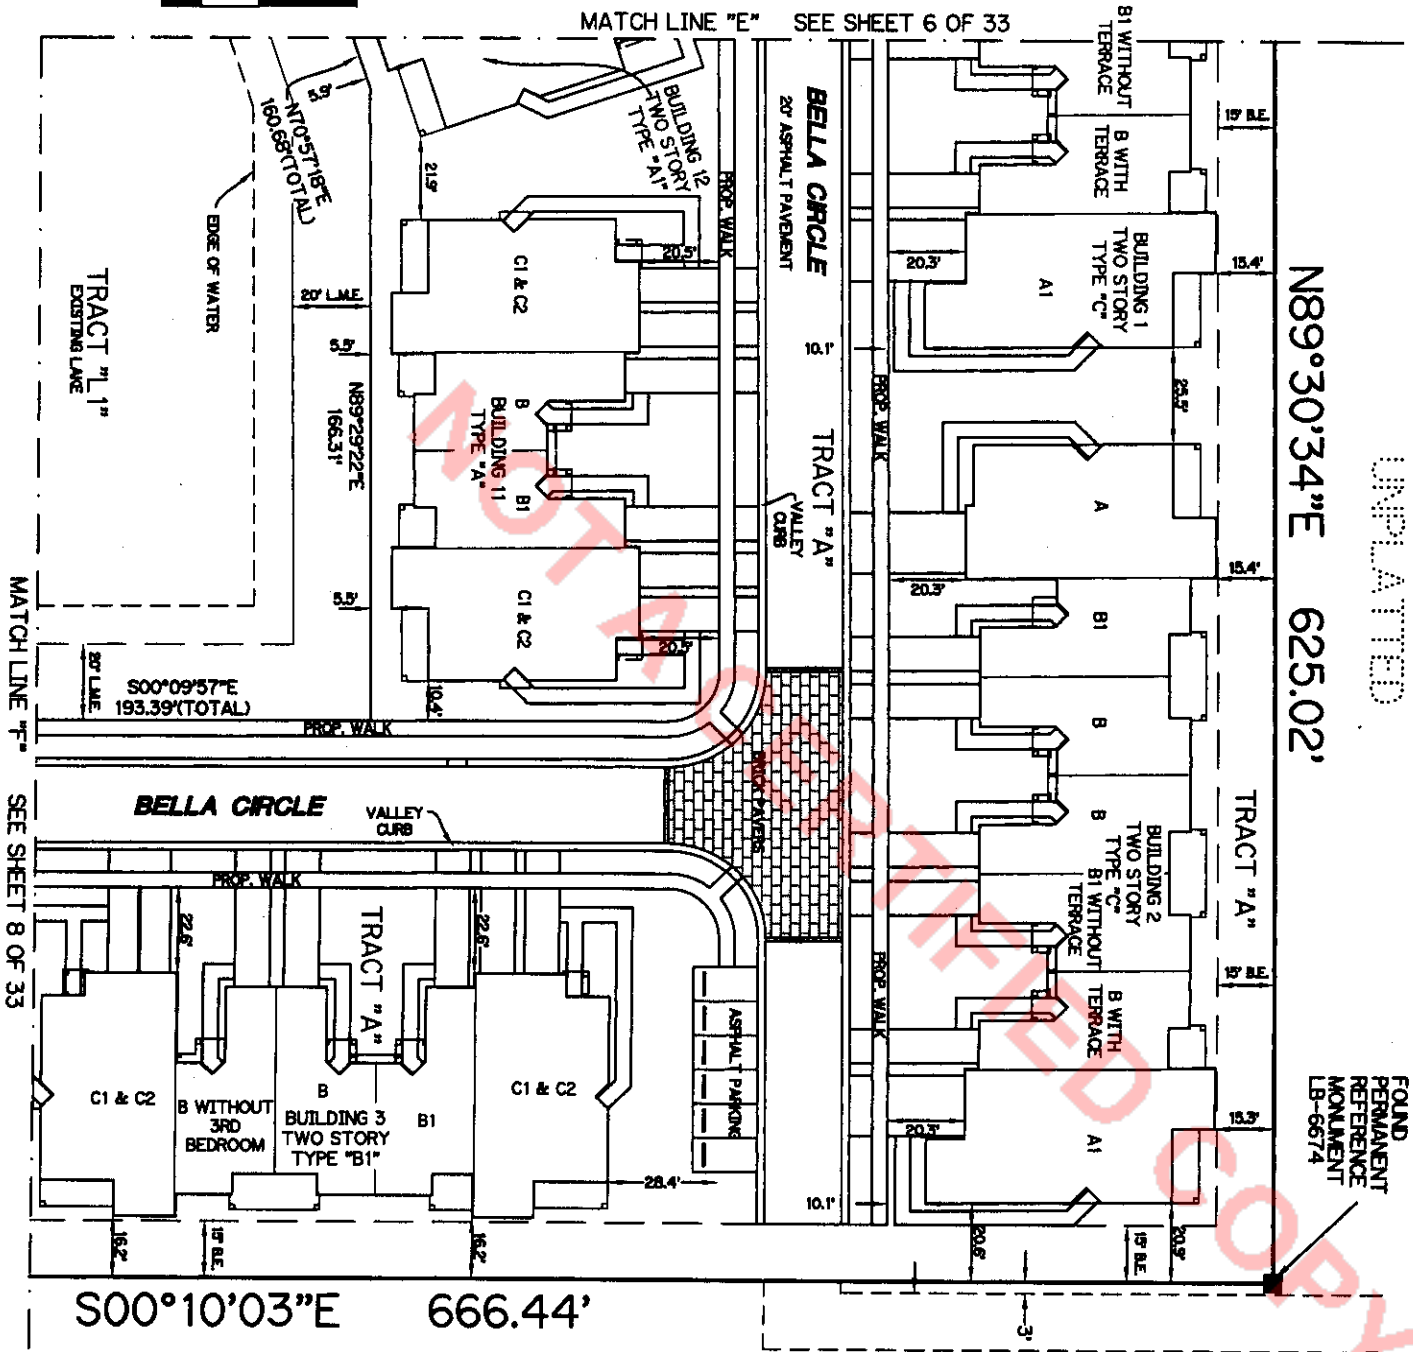 MATCH LINE "E" SEE SHEET 6 OF 33
B1 WITHOUT
TERRACE
B WITH
TERRACE
15' B.E.
N70°57'18"E
160.68'(TOTAL)
5.9'
BUILDING 12
TWO STORY
TYPE "A1"
21.9'
PROP. WALK
BELLA CIRCLE
20' ASPHALT PAVEMENT
EDGE OF WATER
TRACT "L1"
EXISTING LAKE
20' L.M.E.
C1 & C2
20.5'
20.3'
A1
BUILDING 1
TWO STORY
TYPE "C"
15.4'
N89°30'34"E 625.02'
UNPLATTED
5.5'
N89°29'22"E
166.31'
10.1'
PROP. WALK
25.5'
B
BUILDING 11
TYPE "A"
B1
TRACT "A"
VALLEY
CURB
A
15.4'
20.3'
5.5'
C1 & C2
20.5'
B1
MATCH LINE "F" SEE SHEET 8 OF 33
20' L.M.E.
S00°09'57"E
193.39'(TOTAL)
10.4'
PROP. WALK
B
BRICK PAVERS
BELLA CIRCLE
VALLEY
CURB
B
BUILDING 2
TWO STORY
TYPE "C"
B1 WITHOUT
TERRACE
TRACT "A"
15' B.E.
PROP. WALK
22.6'
TRACT "A"
22.6'
PROP. WALK
B WITH
TERRACE
ASPHALT PARKING
C1 & C2
B WITHOUT
3RD
BEDROOM
B
BUILDING 3
TWO STORY
TYPE "B1"
B1
C1 & C2
20.3'
A1
15.3'
FOUND
PERMANENT
REFERENCE
MONUMENT
LB-6674
28.4'
10.1'
16.2'
15' B.E.
16.2'
20.6'
15' B.E.
20.9'
S00°10'03"E 666.44'
3'
NOT A CERTIFIED COPY